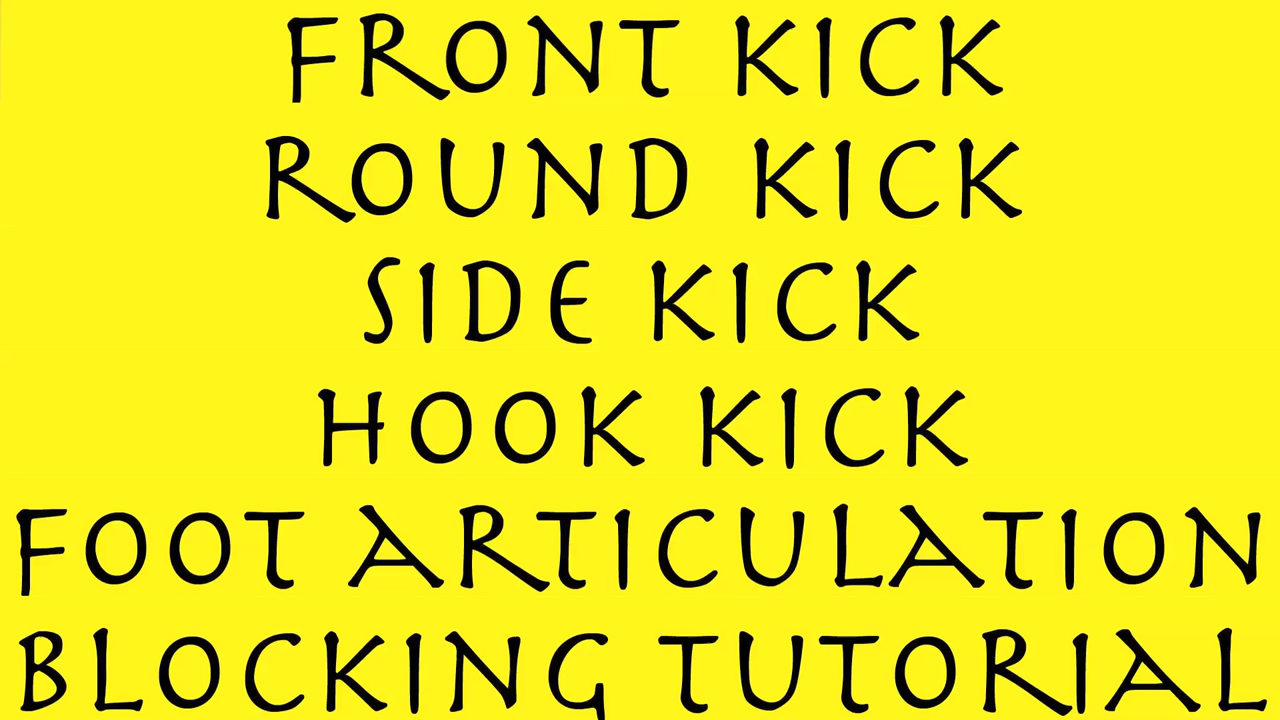 FRONT KICK
ROUND KICK
SIDE KICK
HOOK KICK
FOOT ARTICULATION
BLOCKING TUTORIAL